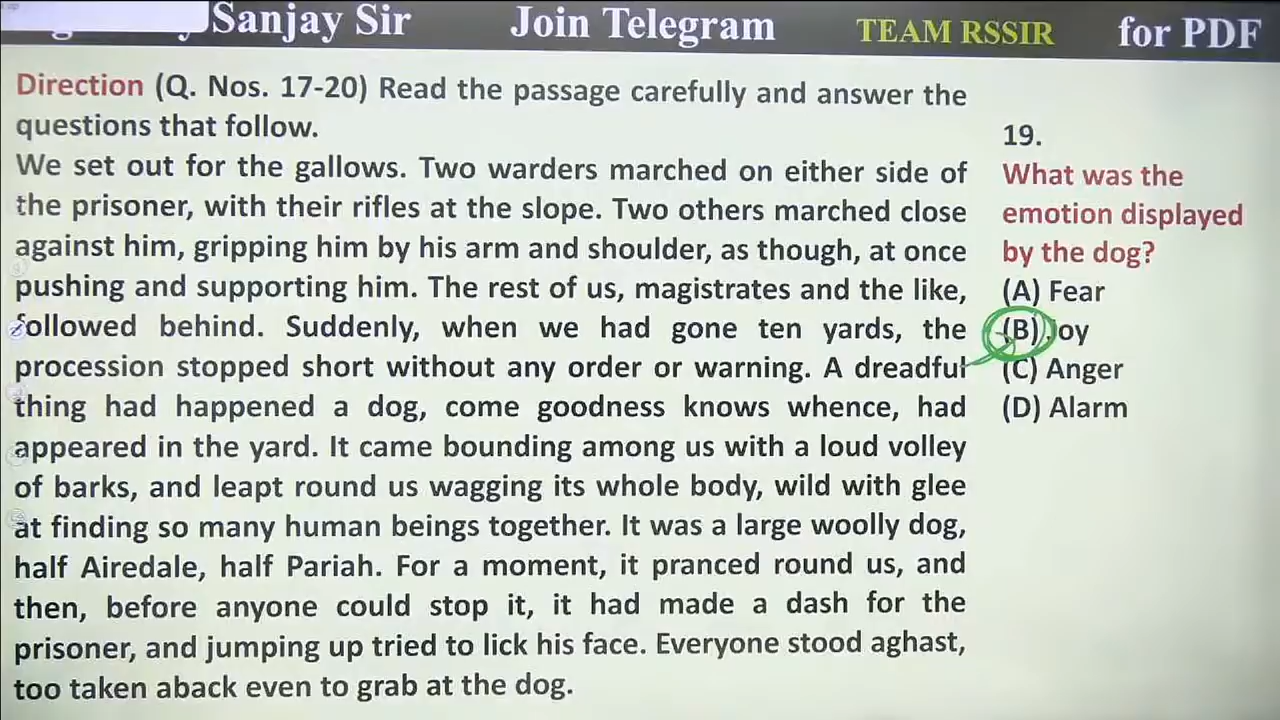 Sanjay Sir Join Telegram TEAM RSSIR for PDF
Direction (Q. Nos. 17-20) Read the passage carefully and answer the
questions that follow.
We set out for the gallows. Two warders marched on either side of
the prisoner, with their rifles at the slope. Two others marched close
against him, gripping him by his arm and shoulder, as though, at once
pushing and supporting him. The rest of us, magistrates and the like,
followed behind. Suddenly, when we had gone ten yards, the
procession stopped short without any order or warning. A dreadful
thing had happened a dog, come goodness knows whence, had
appeared in the yard. It came bounding among us with a loud volley
of barks, and leapt round us wagging its whole body, wild with glee
at finding so many human beings together. It was a large woolly dog,
half Airedale, half Pariah. For a moment, it pranced round us, and
then, before anyone could stop it, it had made a dash for the
prisoner, and jumping up tried to lick his face. Everyone stood aghast,
too taken aback even to grab at the dog.
19.
What was the
emotion displayed
by the dog?
(A) Fear
(B) Joy
(C) Anger
(D) Alarm